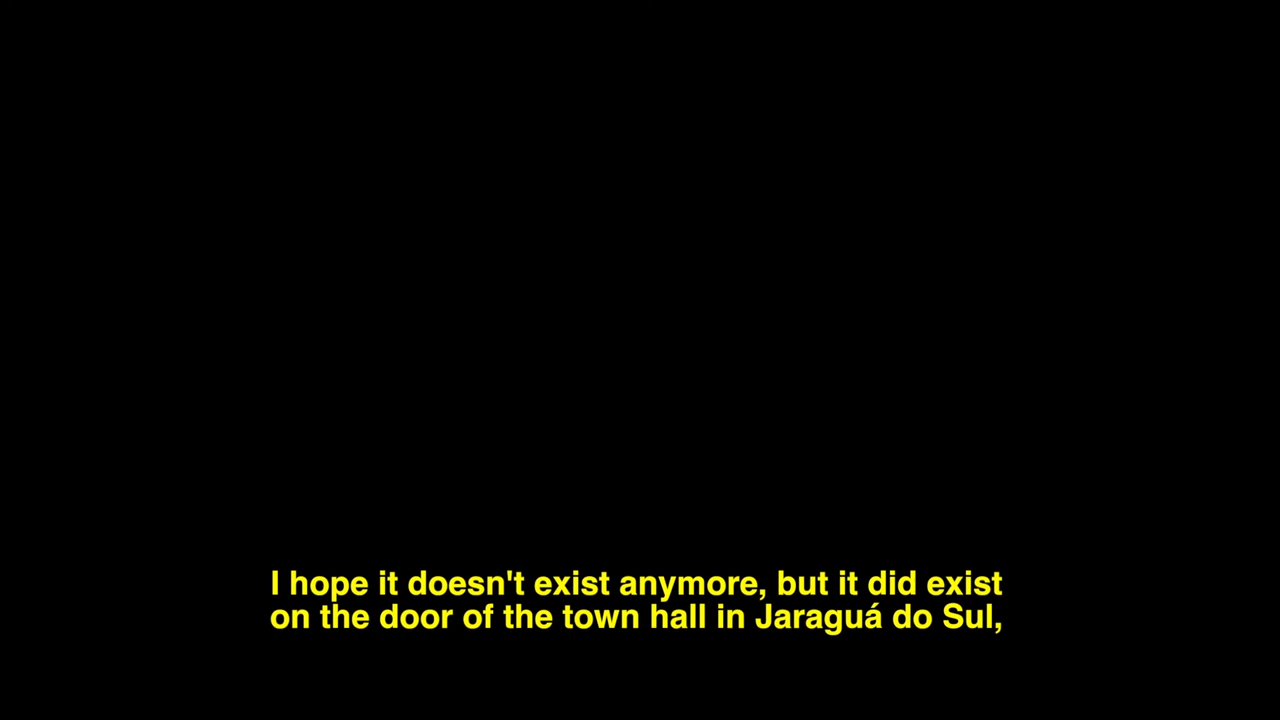 I hope it doesn't exist anymore, but it did exist
on the door of the town hall in Jaraguá do Sul,